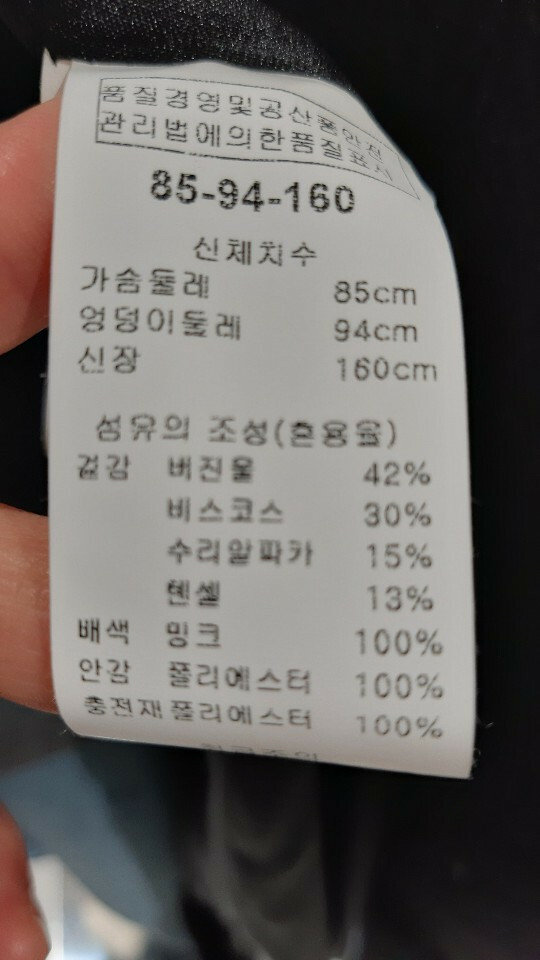 품질경영및공산품안전
관리법에의한품질표시
85-94-160
신체치수
가슴둘레 85cm
엉덩이둘레 94cm
신장 160cm
섬유의 조성(혼용율)
겉감 버진울 42%
비스코스 30%
수리알파카 15%
텐셀 13%
배색 밍크 100%
안감 폴리에스터 100%
충전재 폴리에스터 100%